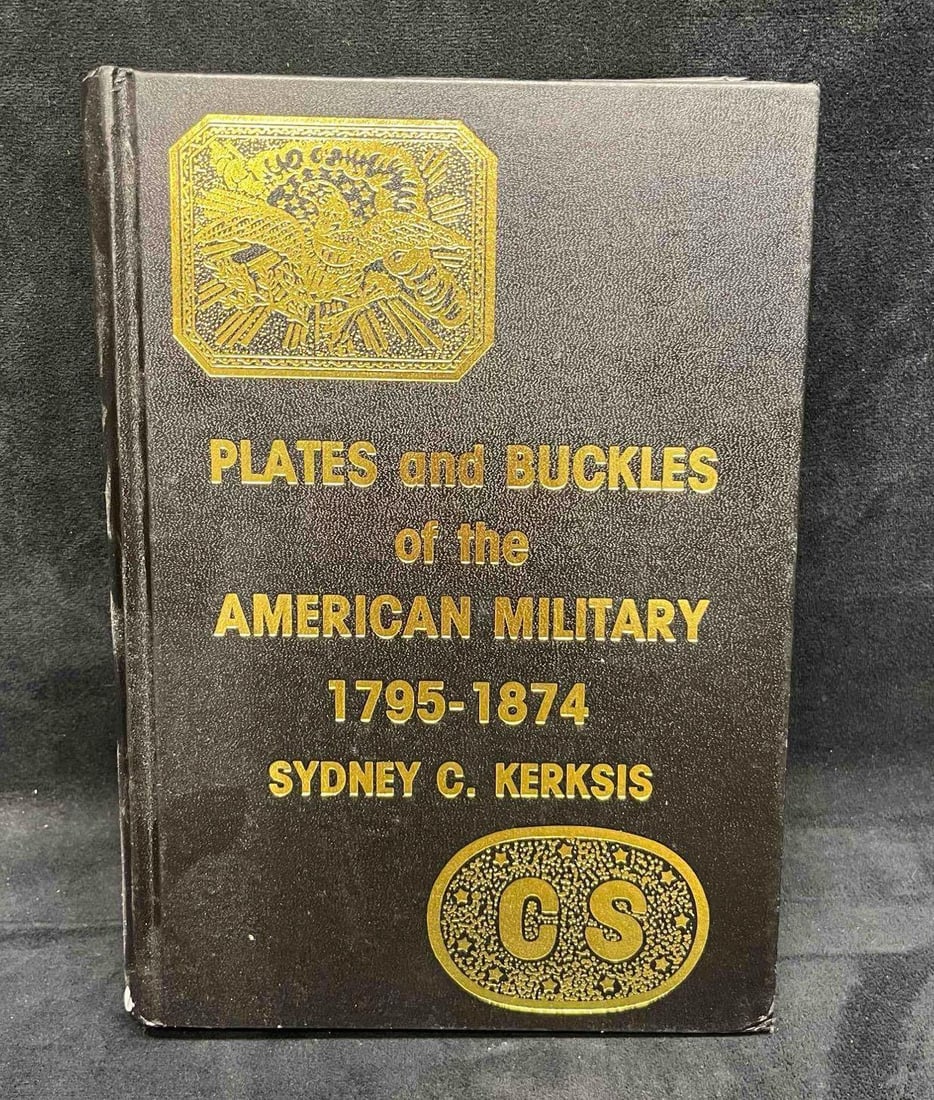 PLATES and BUCKLES
of the
AMERICAN MILITARY
1795-1874
SYDNEY C. KERKSIS
CS